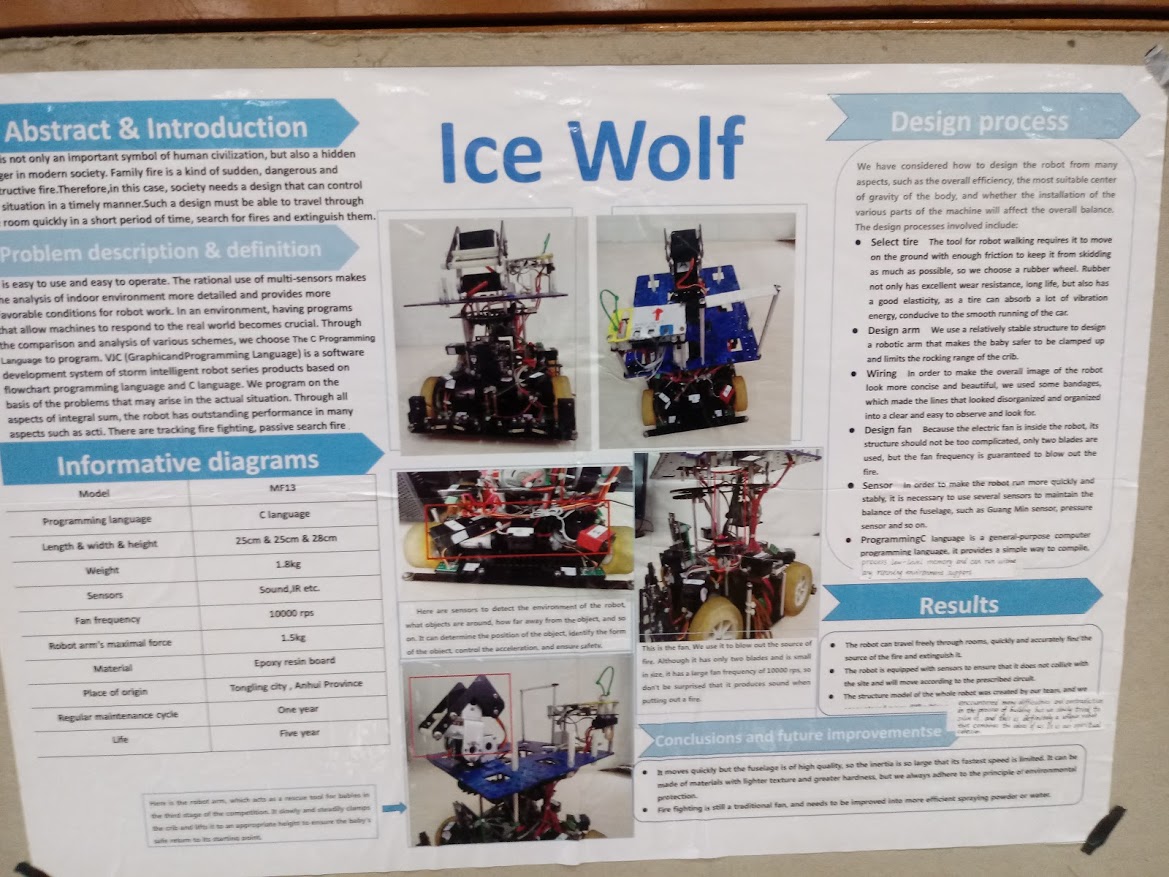 Ice Wolf
Abstract & Introduction
is not only an important symbol of human civilization, but also a hidden
ger in modern society. Family fire is a kind of sudden, dangerous and
tructive fire.Therefore,in this case, society needs a design that can control
situation in a timely manner.Such a design must be able to travel through
room quickly in a short period of time, search for fires and extinguish them.
Problem description & definition
is easy to use and easy to operate. The rational use of multi-sensors makes
he analysis of indoor environment more detailed and provides more
avorable conditions for robot work. In an environment, having programs
that allow machines to respond to the real world becomes crucial. Through
the comparison and analysis of various schemes, we choose The C Programming
Language to program. VJC (GraphicandProgramming Language) is a software
development system of storm intelligent robot series products based on
flowchart programming language and C language. We program on the
basis of the problems that may arise in the actual situation. Through all
aspects of integral sum, the robot has outstanding performance in many
aspects such as acti. There are tracking fire fighting, passive search fire
Informative diagrams
Model MF13
Programming language C language
Length & width & height 25cm & 25cm & 28cm
Weight 1.8kg
Sensors Sound,IR etc.
Fan frequency 10000 rps
Robot arm's maximal force 1.5kg
Material Epoxy resin board
Place of origin Tongling city , Anhui Province
Regular maintenance cycle One year
Life Five year
Here is the robot arm, which acts as a rescue tool for babies in
the third stage of the competition. It slowly and steadily clamps
the crib and lifts it to an appropriate height to ensure the baby's
safe return to its starting point.
Here are sensors to detect the environment of the robot,
what objects are around, how far away from the object, and so
on. It can determine the position of the object, identify the form
of the object, control the acceleration, and ensure safety.
This is the fan. We use it to blow out the source of
fire. Although it has only two blades and is small
in size, it has a large fan frequency of 10000 rps, so
don't be surprised that it produces sound when
putting out a fire.
Design process
We have considered how to design the robot from many
aspects, such as the overall efficiency, the most suitable center
of gravity of the body, and whether the installation of the
various parts of the machine will affect the overall balance.
The design processes involved include:
● Select tire The tool for robot walking requires it to move
on the ground with enough friction to keep it from skidding
as much as possible, so we choose a rubber wheel. Rubber
not only has excellent wear resistance, long life, but also has
a good elasticity, as a tire can absorb a lot of vibration
energy, conducive to the smooth running of the car.
● Design arm We use a relatively stable structure to design
a robotic arm that makes the baby safer to be clamped up
and limits the rocking range of the crib.
● Wiring In order to make the overall image of the robot
look more concise and beautiful, we used some bandages,
which made the lines that looked disorganized and organized
into a clear and easy to observe and look for.
● Design fan Because the electric fan is inside the robot, its
structure should not be too complicated, only two blades are
used, but the fan frequency is guaranteed to blow out the
fire.
● Sensor In order to make the robot run more quickly and
stably, it is necessary to use several sensors to maintain the
balance of the fuselage, such as Guang Min sensor, pressure
sensor and so on.
● ProgrammingC language is a general-purpose computer
programming language, it provides a simple way to compile,
process low-level memory and can run
any running environment support
Results
● The robot can travel freely through rooms, quickly and accurately find the
source of the fire and extinguish it.
● The robot is equipped with sensors to ensure that it does not collide with
the site and will move according to the prescribed circuit.
● The structure model of the whole robot was created by our team, and we
encountered many difficulties and contradictions
in the process of building but we
Conclusions and future improvementse
● It moves quickly but the fuselage is of high quality, so the inertia is so large that its fastest speed is limited. It can be
made of materials with lighter texture and greater hardness, but we always adhere to the principle of environmental
protection.
● Fire fighting is still a traditional fan, and needs to be improved into more efficient spraying powder or water.